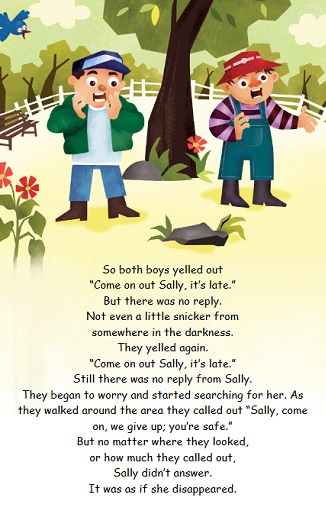 So both boys yelled out
“Come on out Sally, it’s late.”
But there was no reply.
Not even a little snicker from
somewhere in the darkness.
They yelled again.
“Come on out Sally, it’s late.”
Still there was no reply from Sally.
They began to worry and started searching for her. As
they walked around the area they called out “Sally, come
on, we give up; you’re safe.”
But no matter where they looked,
or how much they called out,
Sally didn’t answer.
It was as if she disappeared.